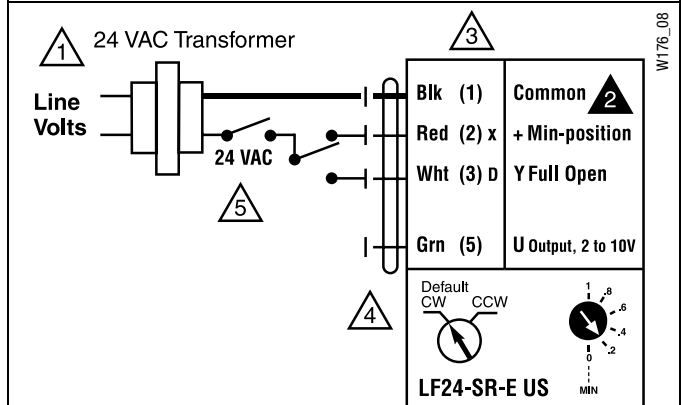 1 24 VAC Transformer
3
W176_08
Line
Volts
Blk (1) Common 2
Red (2) x + Min-position
24 VAC
Wht (3) D Y Full Open
5
Grn (5) U Output, 2 to 10V
4
Default
CW CCW
1
.8
.6
.4
.2
0
MIN
LF24-SR-E US